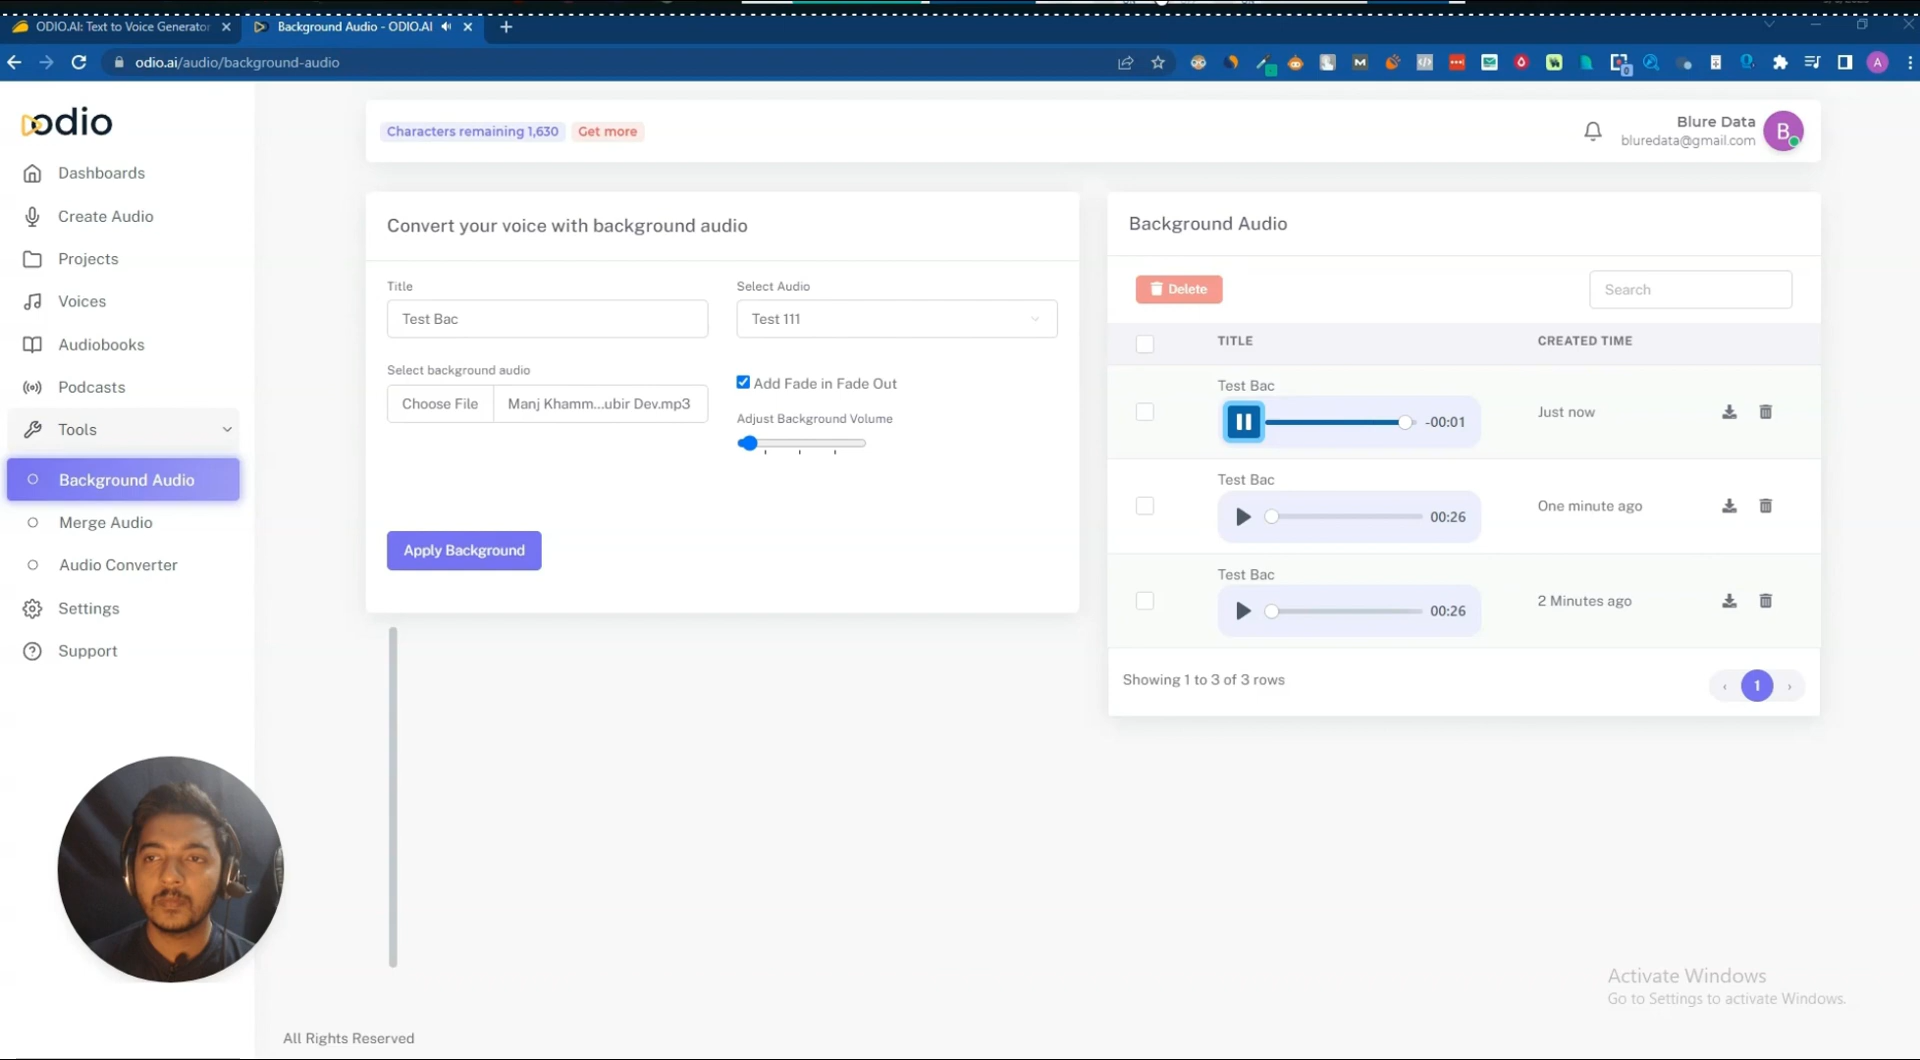 ODIO.AI: Text to Voice Generator
Background Audio - ODIO.AI
odio.ai/audio/background-audio
A
odio
Dashboards
Create Audio
Projects
Voices
Audiobooks
Podcasts
Tools
Background Audio
Merge Audio
Audio Converter
Settings
Support
Characters remaining 1,630 Get more
Blure Data
bluredata@gmail.com
B
Convert your voice with background audio
Title
Test Bac
Select Audio
Test 111
Select background audio
Choose File Manj Khamm...ubir Dev.mp3
Add Fade in Fade Out
Adjust Background Volume
Apply Background
Background Audio
Delete
Search
TITLE CREATED TIME
Test Bac
-00:01
Just now
Test Bac
00:26
One minute ago
Test Bac
00:26
2 Minutes ago
Showing 1 to 3 of 3 rows
‹ 1 ›
Activate Windows
Go to Settings to activate Windows.
All Rights Reserved